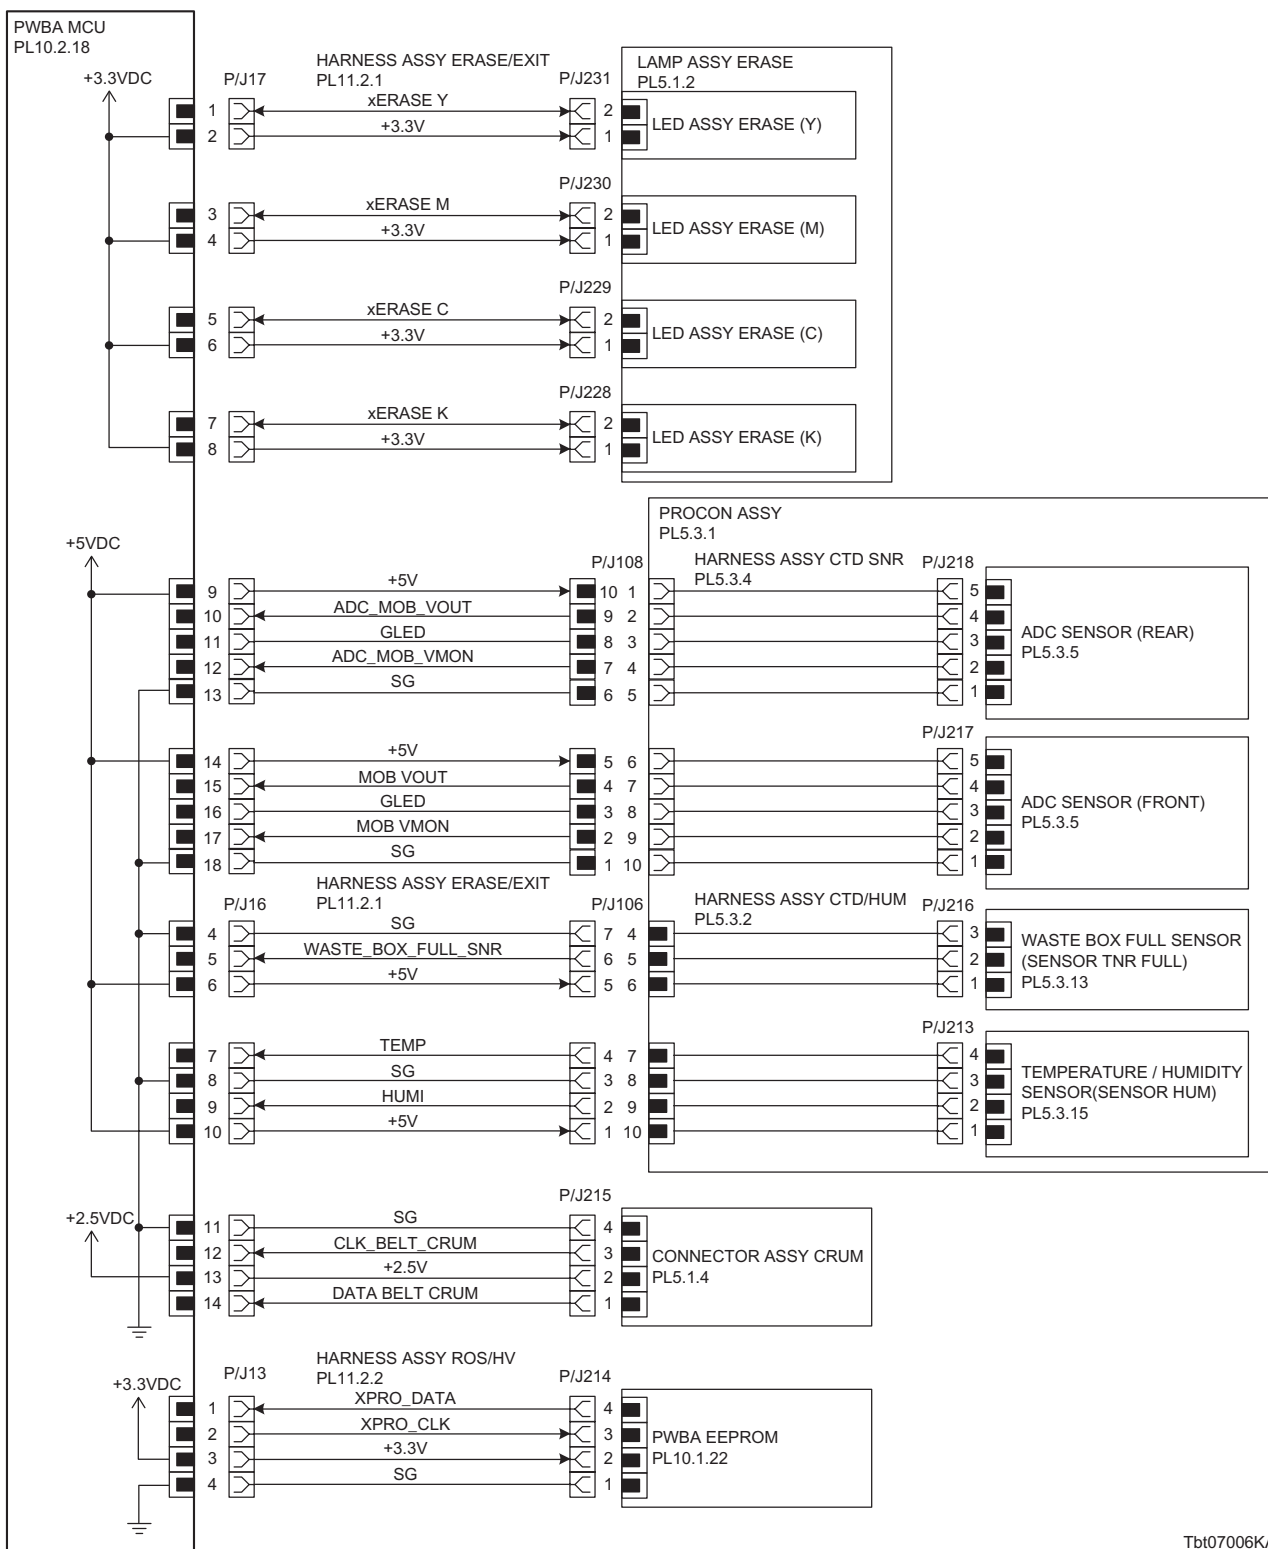 PWBA MCU
PL10.2.18
+3.3VDC
P/J17
HARNESS ASSY ERASE/EXIT
PL11.2.1
P/J231
LAMP ASSY ERASE
PL5.1.2
1 xERASE Y 2
2 +3.3V 1
LED ASSY ERASE (Y)
P/J230
3 xERASE M 2
4 +3.3V 1
LED ASSY ERASE (M)
P/J229
5 xERASE C 2
6 +3.3V 1
LED ASSY ERASE (C)
P/J228
7 xERASE K 2
8 +3.3V 1
LED ASSY ERASE (K)
PROCON ASSY
PL5.3.1
+5VDC
P/J108
HARNESS ASSY CTD SNR
PL5.3.4
P/J218
9 +5V 10 1 5
10 ADC_MOB_VOUT 9 2 4
11 GLED 8 3 3
12 ADC_MOB_VMON 7 4 2
13 SG 6 5 1
ADC SENSOR (REAR)
PL5.3.5
P/J217
14 +5V 5 6 5
15 MOB VOUT 4 7 4
16 GLED 3 8 3
17 MOB VMON 2 9 2
18 SG 1 10 1
ADC SENSOR (FRONT)
PL5.3.5
P/J16
HARNESS ASSY ERASE/EXIT
PL11.2.1
P/J106
HARNESS ASSY CTD/HUM
PL5.3.2
P/J216
4 SG 7 4 3
5 WASTE_BOX_FULL_SNR 6 5 2
6 +5V 5 6 1
WASTE BOX FULL SENSOR
(SENSOR TNR FULL)
PL5.3.13
P/J213
7 TEMP 4 7 4
8 SG 3 8 3
9 HUMI 2 9 2
10 +5V 1 10 1
TEMPERATURE / HUMIDITY
SENSOR(SENSOR HUM)
PL5.3.15
+2.5VDC
P/J215
11 SG 4
12 CLK_BELT_CRUM 3
13 +2.5V 2
14 DATA BELT CRUM 1
CONNECTOR ASSY CRUM
PL5.1.4
+3.3VDC
P/J13
HARNESS ASSY ROS/HV
PL11.2.2
P/J214
1 XPRO_DATA 4
2 XPRO_CLK 3
3 +3.3V 2
4 SG 1
PWBA EEPROM
PL10.1.22
Tbt07006KA